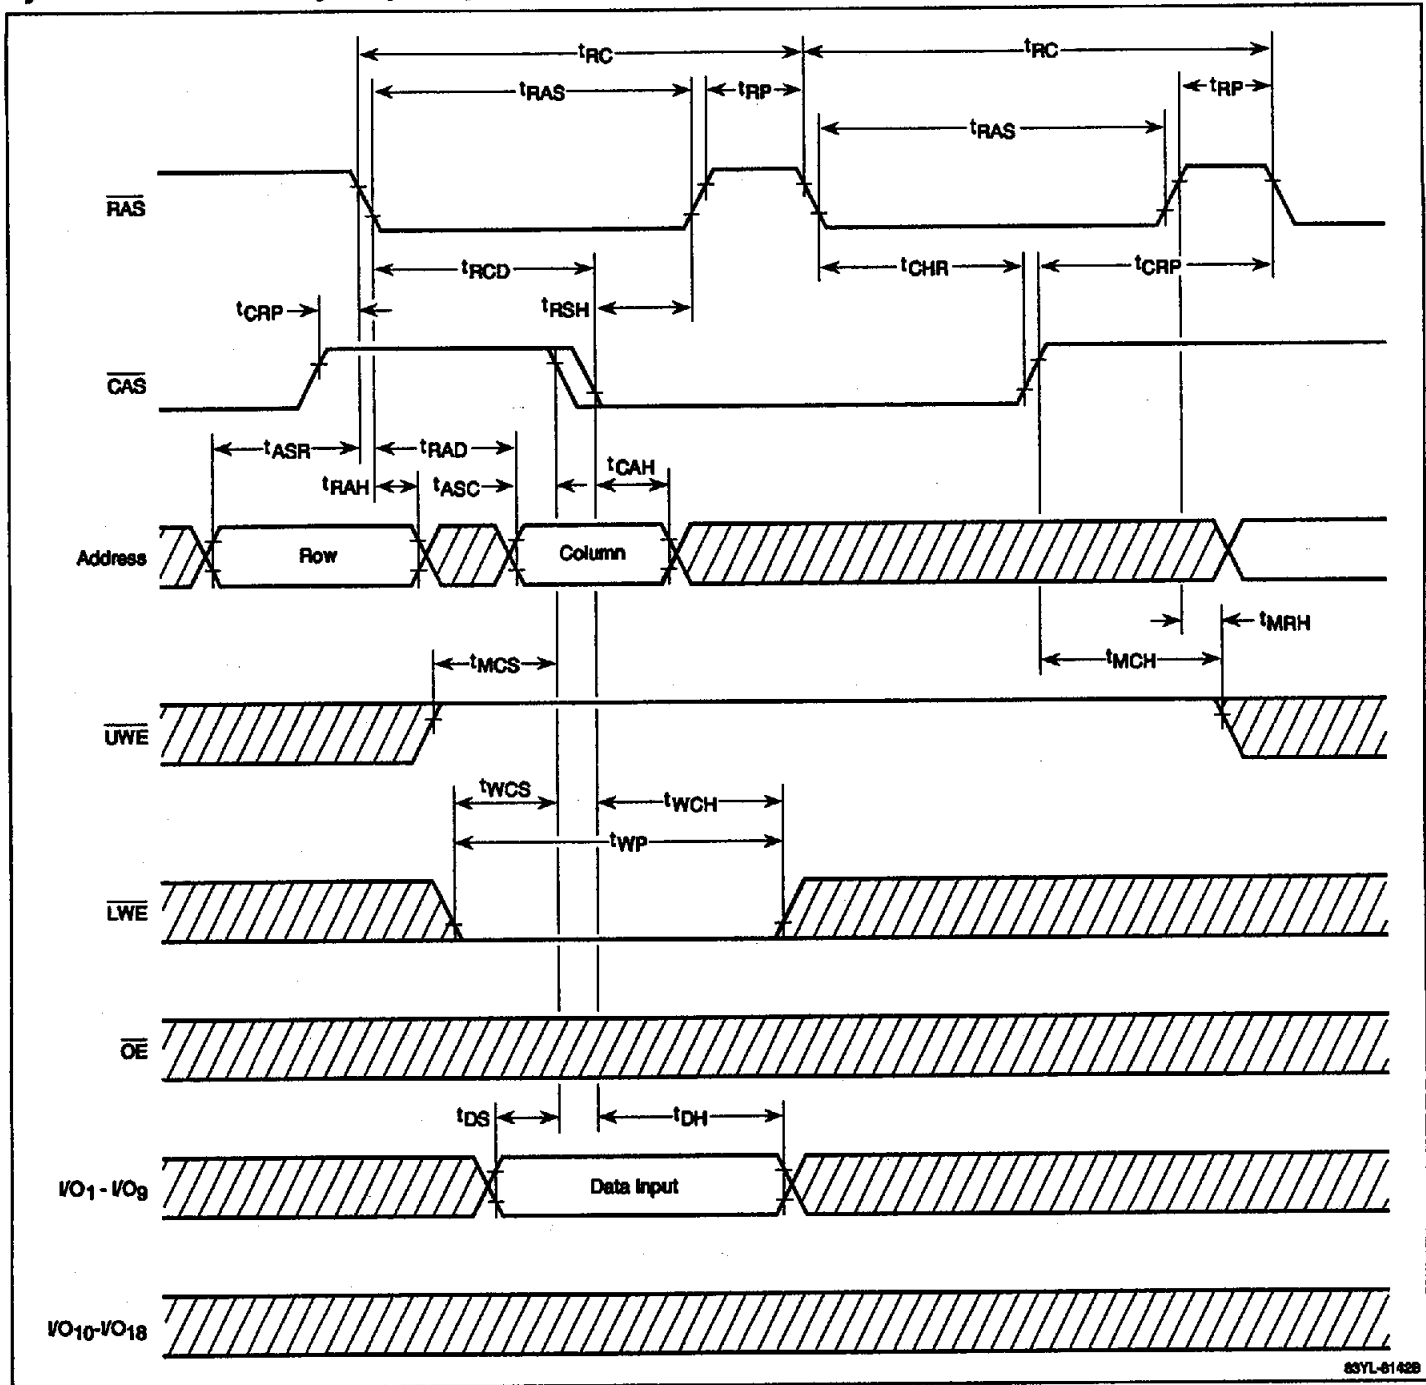 tRC tRC
tRAS tRP tRP
tRAS
RAS
tRCD tCHR tCRP
tCRP tRSH
CAS
tASR tRAD tCAH
tRAH tASC
Address Row Column
tMRH
tMCS tMCH
UWE
tWCS tWCH
tWP
LWE
OE
tDS tDH
I/O1 - I/O9 Data Input
I/O10-I/O18
83YL-6142B